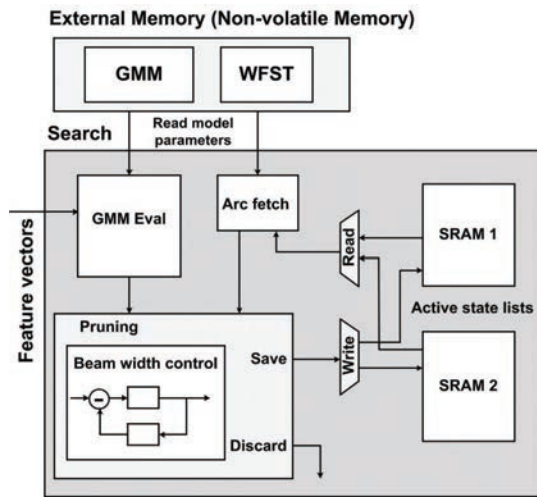 External Memory (Non-volatile Memory)
GMM
WFST
Read model
parameters
Search
Feature vectors
GMM Eval
Arc fetch
Read
SRAM 1
Active state lists
Pruning
Beam width control
Save
Write
SRAM 2
Discard